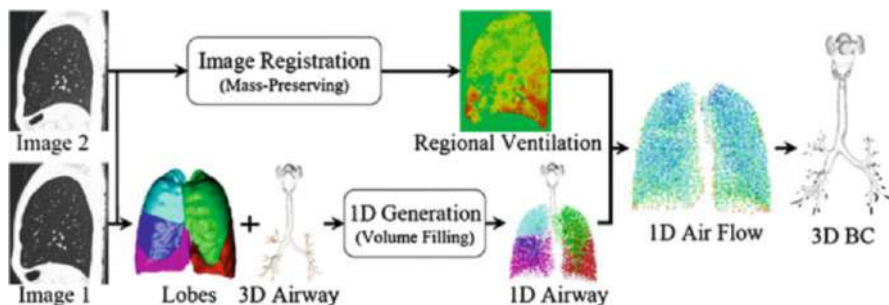 Image Registration
(Mass-Preserving)
Image 2
Regional Ventilation
1D Generation
(Volume Filling)
1D Air Flow
3D BC
Image 1
Lobes
3D Airway
1D Airway